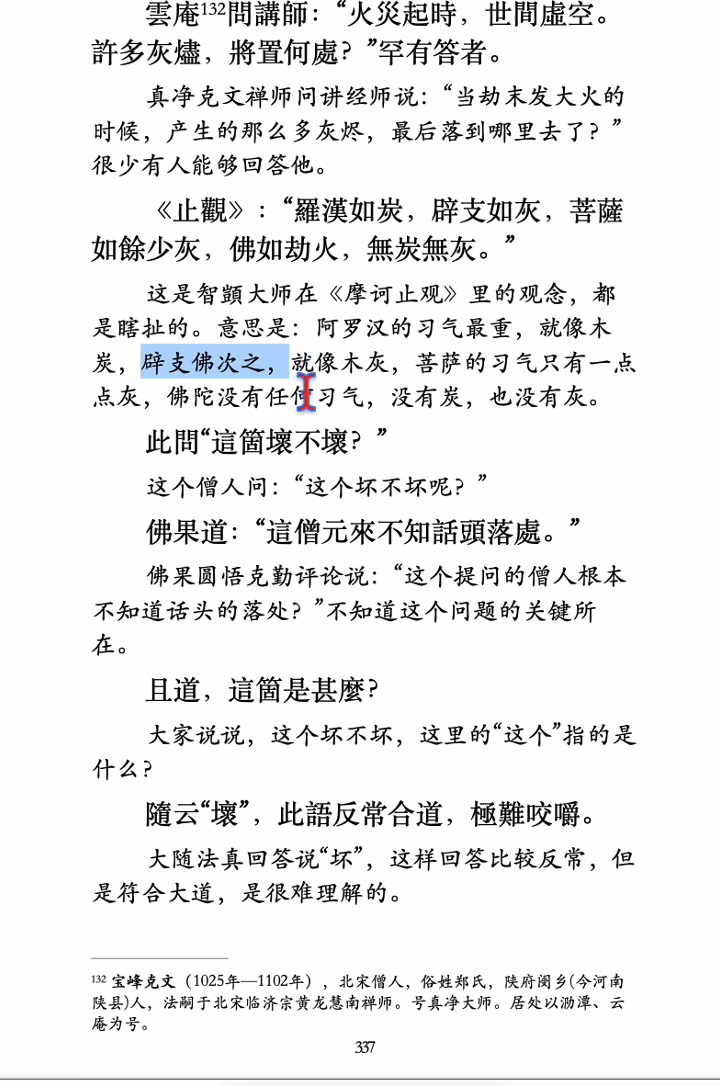 雲庵132問講師：“火災起時，世間虛空。
許多灰燼，將置何處？”罕有答者。
真净克文禅师问讲经师说：“当劫末发大火的
时候，产生的那么多灰烬，最后落到哪里去了？”
很少有人能够回答他。
《止觀》：“羅漢如炭，辟支如灰，菩薩
如餘少灰，佛如劫火，無炭無灰。”
这是智顗大师在《摩诃止观》里的观念，都
是瞎扯的。意思是：阿罗汉的习气最重，就像木
炭，辟支佛次之，就像木灰，菩萨的习气只有一点
点灰，佛陀没有任何习气，没有炭，也没有灰。
此問“這箇壞不壞？”
这个僧人问：“这个坏不坏呢？”
佛果道：“這僧元來不知話頭落處。”
佛果圆悟克勤评论说：“这个提问的僧人根本
不知道话头的落处？”不知道这个问题的关键所
在。
且道，這箇是甚麼？
大家说说，这个坏不坏，这里的“这个”指的是
什么？
隨云“壞”，此語反常合道，極難咬嚼。
大随法真回答说“坏”，这样回答比较反常，但
是符合大道，是很难理解的。
132 宝峰克文（1025年—1102年），北宋僧人，俗姓郑氏，陕府阌乡(今河南
陕县)人，法嗣于北宋临济宗黄龙慧南禅师。号真净大师。居处以泐潭、云
庵为号。
337